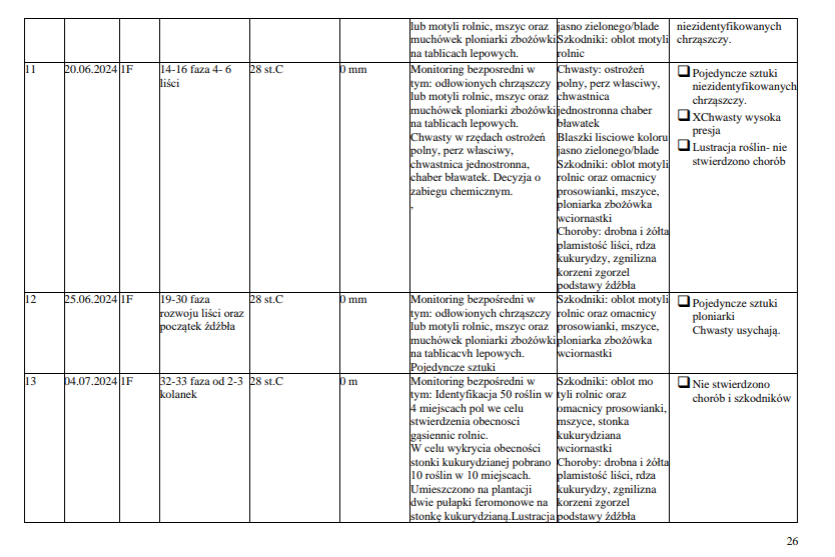 lub motyli rolnic, mszyc oraz
muchówek ploniarki zbożówki
na tablicach lepowych.
jasno zielonego/blade
Szkodniki: oblot motyli
rolnic
niezidentyfikowanych
chrząszczy.
11
20.06.2024
1F
14-16 faza 4- 6
liści
28 st.C
0 mm
Monitoring bezposredni w
tym: odłowionych chrząszczy
lub motyli rolnic, mszyc oraz
muchówek ploniarki zbożówki
na tablicach lepowych.
Chwasty w rzędach ostrożeń
polny, perz własciwy,
chwastnica jednostronna,
chaber bławatek. Decyzja o
zabiegu chemicznym.
,
Chwasty: ostrożeń
polny, perz własciwy,
chwastnica
jednostronna chaber
bławatek
Blaszki lisciowe koloru
jasno zielonego/blade
Szkodniki: oblot motyli
rolnic oraz omacnicy
prosowianki, mszyce,
ploniarka zbożówka
wciornastki
Choroby: drobna i żółta
plamistość liści, rdza
kukurydzy, zgnilizna
korzeni zgorzel
podstawy źdźbła
❑ Pojedyncze sztuki
niezidentyfikowanych
chrząszczy.
❑ XChwasty wysoka
presja
❑ Lustracja roślin- nie
stwierdzono chorób
12
25.06.2024
1F
19-30 faza
rozwoju liści oraz
początek źdźbła
28 st.C
0 mm
Monitoring bezpośredni w
tym: odłowionych chrząszczy
lub motyli rolnic, mszyc oraz
muchówek ploniarki zbożówki
na tablicacvh lepowych.
Pojedyncze sztuki
Szkodniki: oblot motyli
rolnic oraz omacnicy
prosowianki, mszyce,
ploniarka zbożówka
wciornastki
❑ Pojedyncze sztuki
ploniarki
Chwasty usychają.
13
04.07.2024
1F
32-33 faza od 2-3
kolanek
28 st.C
0 m
Monitoring bezpośredni w
tym: Identyfikacja 50 roślin w
4 miejscach pol we celu
stwierdzenia obecnosci
gąsiennic rolnic.
W celu wykrycia obecności
stonki kukurydzianej pobrano
10 roślin w 10 miejscach.
Umieszczono na plantacji
dwie pułapki feromonowe na
stonkę kukurydzianą.Lustracja
Szkodniki: oblot mo
tyli rolnic oraz
omacnicy prosowianki,
mszyce, stonka
kukurydziana
wciornastki
Choroby: drobna i żółta
plamistość liści, rdza
kukurydzy, zgnilizna
korzeni zgorzel
podstawy źdźbła
❑ Nie stwierdzono
chorób i szkodników
26